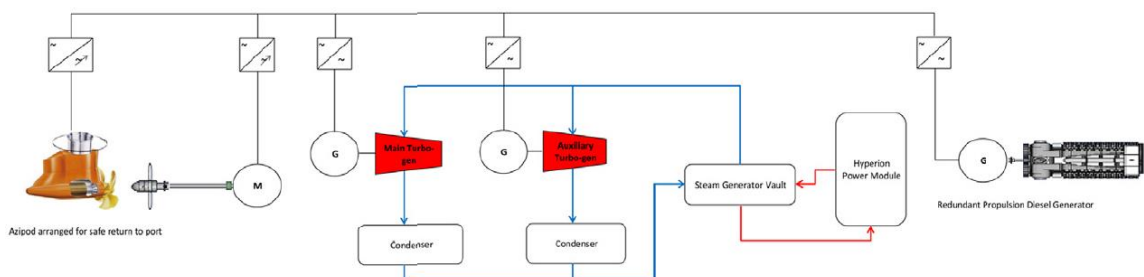 ~
~
~
~
~
~
~
~
~
~
G
Main Turbo-
gen
G
Auxiliary
Turbo-gen
G
M
Steam Generator Vault
Hyperion
Power Module
Redundant Propulsion Diesel Generator
Azipod arranged for safe return to port
Condenser
Condenser